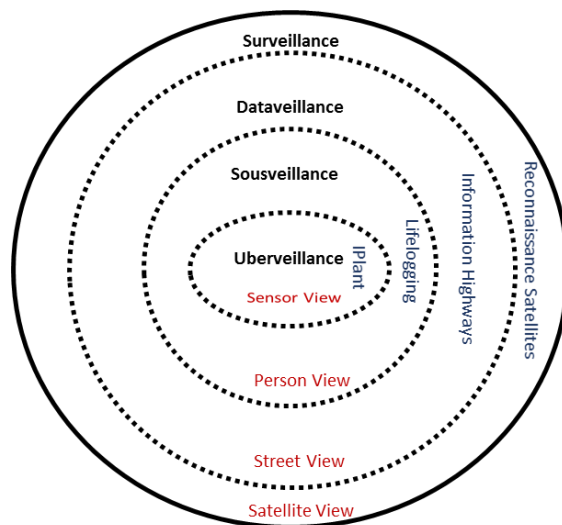 Surveillance
Dataveillance
Sousveillance
Uberveillance
IPlant
Lifelogging
Information Highways
Reconnaissance Satellites
Sensor View
Person View
Street View
Satellite View